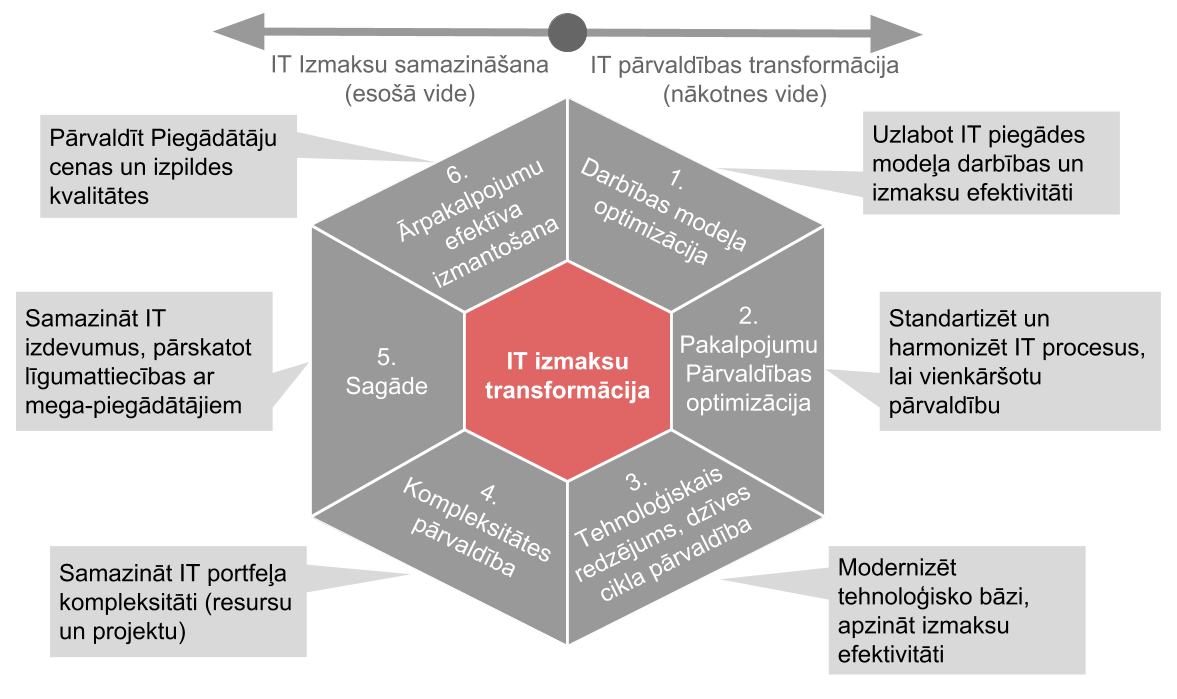 IT Izmaksu samazināšana
(esošā vide)
IT pārvaldības transformācija
(nākotnes vide)
Pārvaldīt Piegādātāju
cenas un izpildes
kvalitātes
Uzlabot IT piegādes
modeļa darbības un
izmaksu efektivitāti
6.
Ārpakalpojumu
efektīva
izmantošana
1.
Darbības modeļa
optimizācija
Samazināt IT
izdevumus, pārskatot
līgumattiecības ar
mega-piegādātājiem
5.
Sagāde
IT izmaksu
transformācija
2.
Pakalpojumu
Pārvaldības
optimizācija
Standartizēt un
harmonizēt IT procesus,
lai vienkāršotu
pārvaldību
4.
Kompleksitātes
pārvaldība
3.
Tehnoloģiskais
redzējums, dzīves
cikla pārvaldība
Samazināt IT portfeļa
kompleksitāti (resursu
un projektu)
Modernizēt
tehnoloģisko bāzi,
apzināt izmaksu
efektivitāti